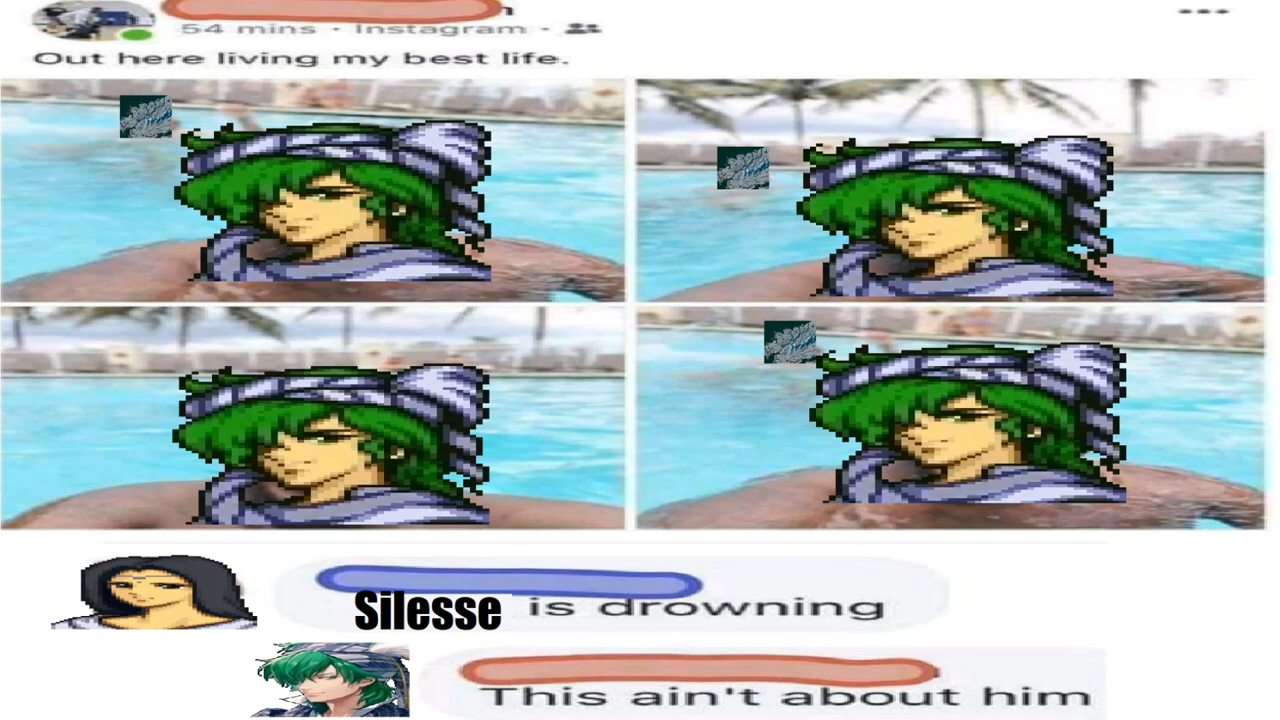 54 mins · Instagram ·
Out here living my best life.
Silesse is drowning
This ain't about him